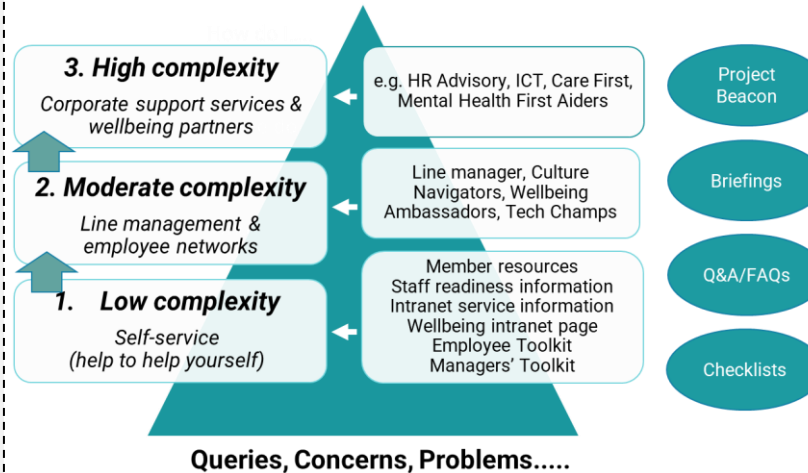 3. High complexity
Corporate support services &
wellbeing partners
e.g. HR Advisory, ICT, Care First,
Mental Health First Aiders
2. Moderate complexity
Line management &
employee networks
Line manager, Culture
Navigators, Wellbeing
Ambassadors, Tech Champs
1. Low complexity
Self-service
(help to help yourself)
Member resources
Staff readiness information
Intranet service information
Wellbeing intranet page
Employee Toolkit
Managers' Toolkit
Project
Beacon
Briefings
Q&A/FAQs
Checklists
Queries, Concerns, Problems.....